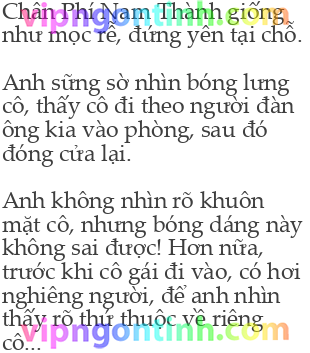 Chân Phí Nam Thành giống
như mọc rễ, đứng yên tại chỗ.
Anh sững sờ nhìn bóng lưng
cô, thấy cô đi theo người đàn
ông kia vào phòng, sau đó
đóng cửa lại.
Anh không nhìn rõ khuôn
mặt cô, nhưng bóng dáng này
không sai được! Hơn nữa,
trước khi cô gái đi vào, có hơi
nghiêng người, để anh nhìn
thấy rõ thứ thuộc về riêng
cô...
vipngontinh.com
vipngontinh.com